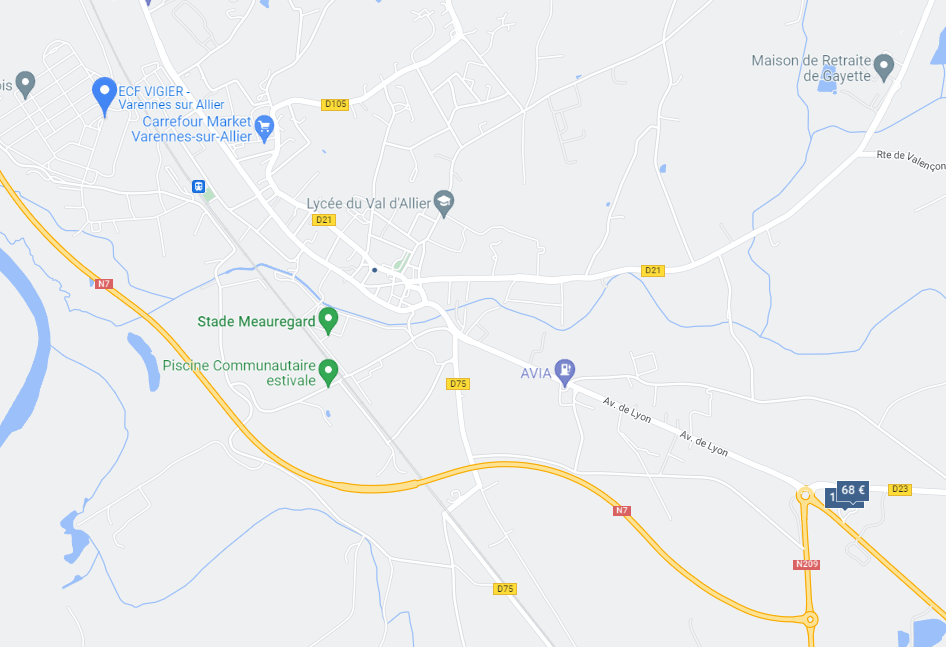 Maison de Retraite
de Gayette
ECF VIGIER -
Varennes sur Allier
D105
Carrefour Market
Varennes-sur-Allier
Rte de Valençon
Lycée du Val d'Allier
D21
D21
N7
Stade Meauregard
Piscine Communautaire
estivale
AVIA
D75
Av. de Lyon
Av. de Lyon
68 €
D23
N7
N209
D75